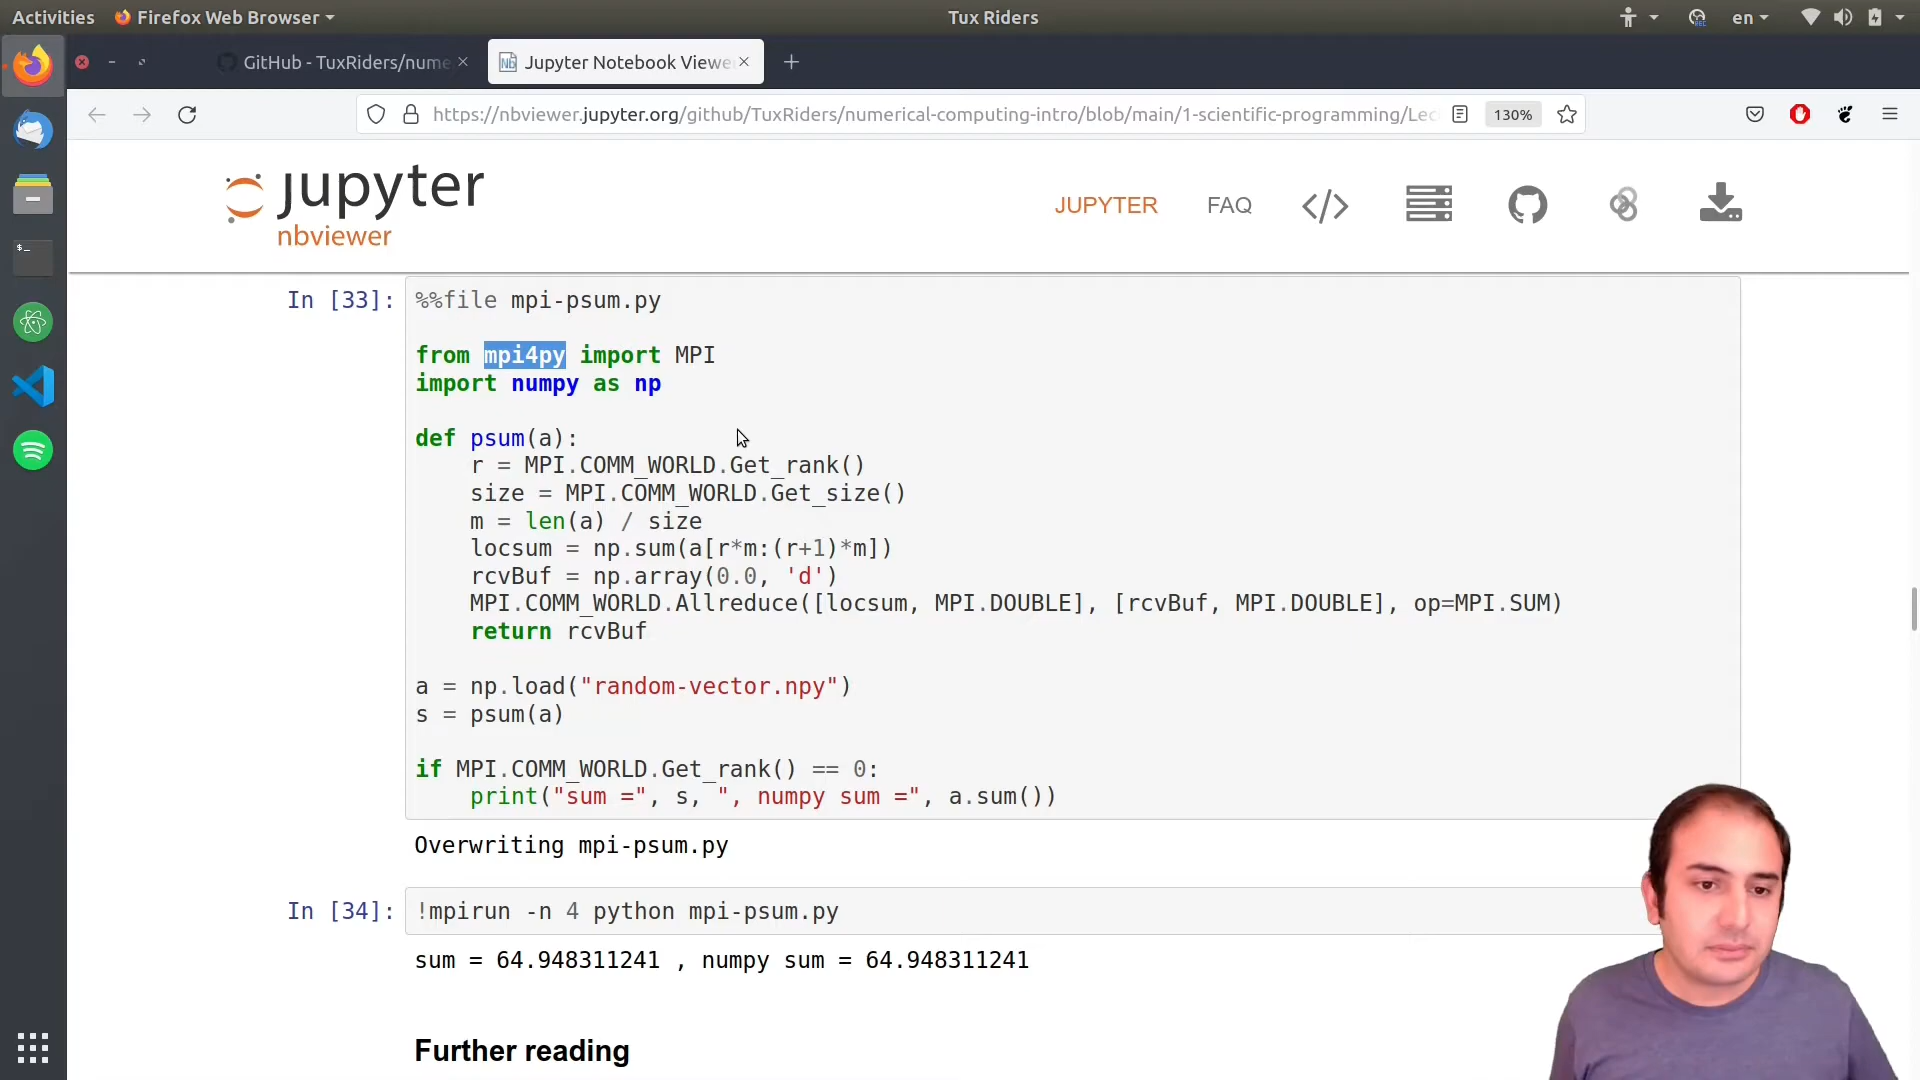 Activities
Firefox Web Browser
Tux Riders
en
GitHub - TuxRiders/nume
Jupyter Notebook Viewe
https://nbviewer.jupyter.org/github/TuxRiders/numerical-computing-intro/blob/main/1-scientific-programming/Lec
130%
jupyter
nbviewer
JUPYTER
FAQ
In [33]:
%%file mpi-psum.py
from mpi4py import MPI
import numpy as np
def psum(a):
r = MPI.COMM_WORLD.Get_rank()
size = MPI.COMM_WORLD.Get_size()
m = len(a) / size
locsum = np.sum(a[r*m:(r+1)*m])
rcvBuf = np.array(0.0, 'd')
MPI.COMM_WORLD.Allreduce([locsum, MPI.DOUBLE], [rcvBuf, MPI.DOUBLE], op=MPI.SUM)
return rcvBuf
a = np.load("random-vector.npy")
s = psum(a)
if MPI.COMM_WORLD.Get_rank() == 0:
print("sum =", s, ", numpy sum =", a.sum())
Overwriting mpi-psum.py
In [34]:
!mpirun -n 4 python mpi-psum.py
sum = 64.948311241 , numpy sum = 64.948311241
Further reading